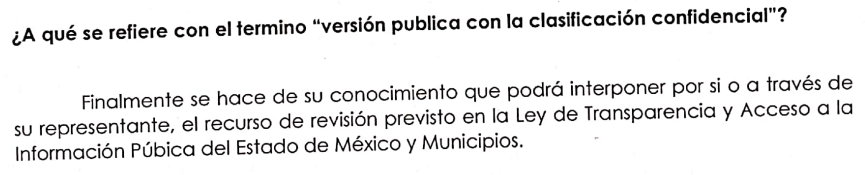 ¿A qué se refiere con el termino “versión publica con la clasificación confidencial”?
Finalmente se hace de su conocimiento que podrá interponer por si o a través de
su representante, el recurso de revisión previsto en la Ley de Transparencia y Acceso a la
Información Púbica del Estado de México y Municipios.